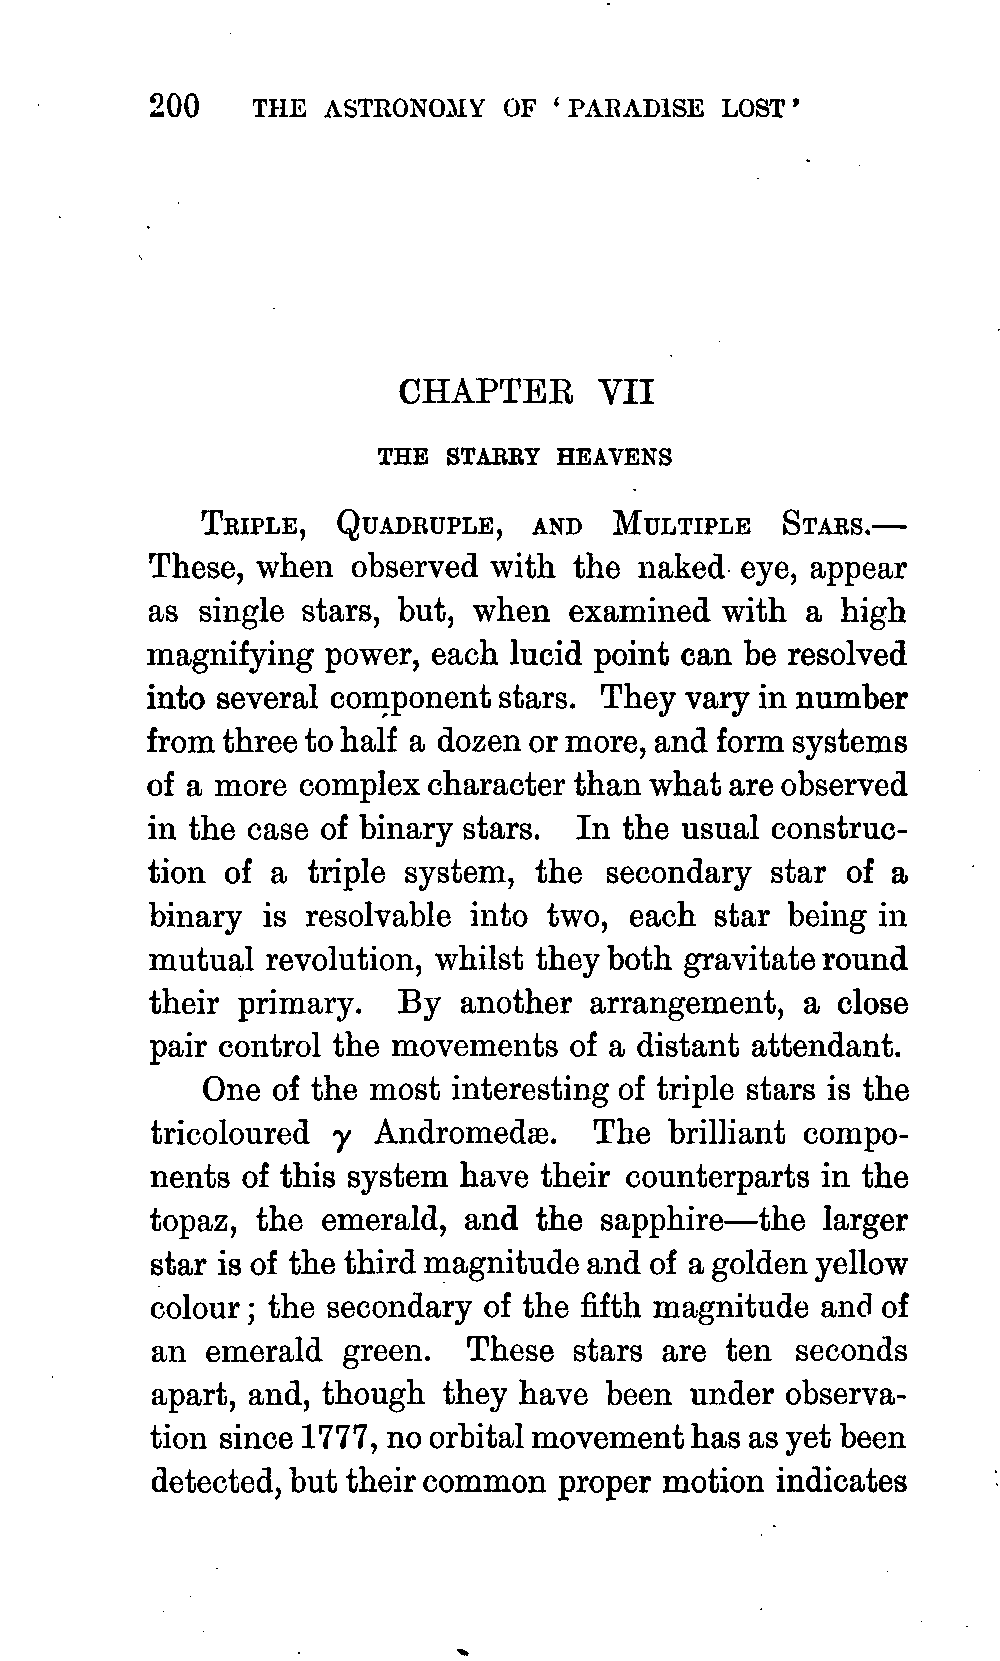 200 THE ASTRONOMY OF ‘PARADISE LOST’
CHAPTER VII
THE STARRY HEAVENS
TRIPLE, QUADRUPLE, AND MULTIPLE STARS.—
These, when observed with the naked eye, appear
as single stars, but, when examined with a high
magnifying power, each lucid point can be resolved
into several component stars. They vary in number
from three to half a dozen or more, and form systems
of a more complex character than what are observed
in the case of binary stars. In the usual construc-
tion of a triple system, the secondary star of a
binary is resolvable into two, each star being in
mutual revolution, whilst they both gravitate round
their primary. By another arrangement, a close
pair control the movements of a distant attendant.
One of the most interesting of triple stars is the
tricoloured γ Andromedæ. The brilliant compo-
nents of this system have their counterparts in the
topaz, the emerald, and the sapphire—the larger
star is of the third magnitude and of a golden yellow
colour; the secondary of the fifth magnitude and of
an emerald green. These stars are ten seconds
apart, and, though they have been under observa-
tion since 1777, no orbital movement has as yet been
detected, but their common proper motion indicates